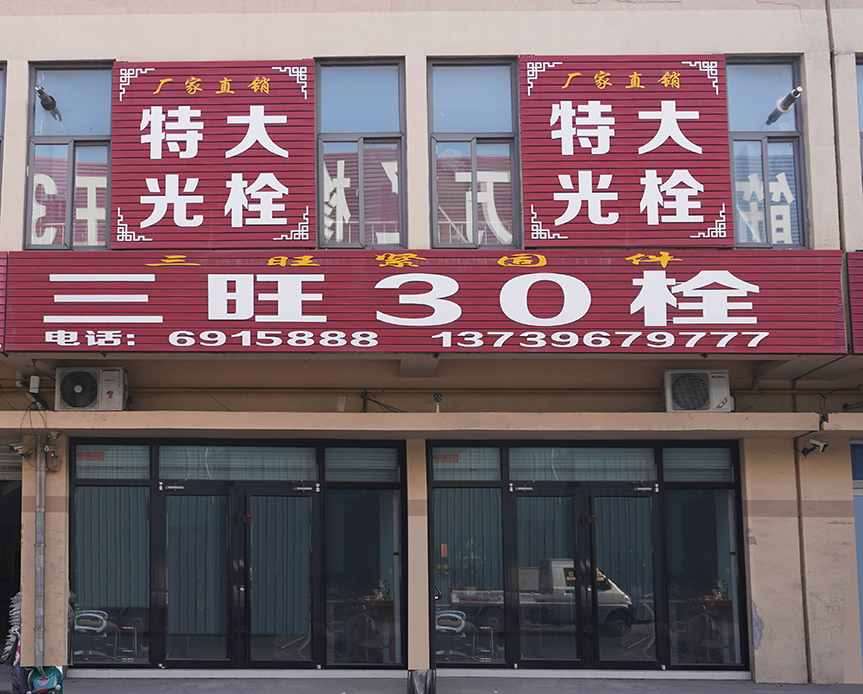 厂家直销
特大
光栓
厂家直销
特大
光栓
三旺紧固件
三旺30栓
电话：6915888 13739679777